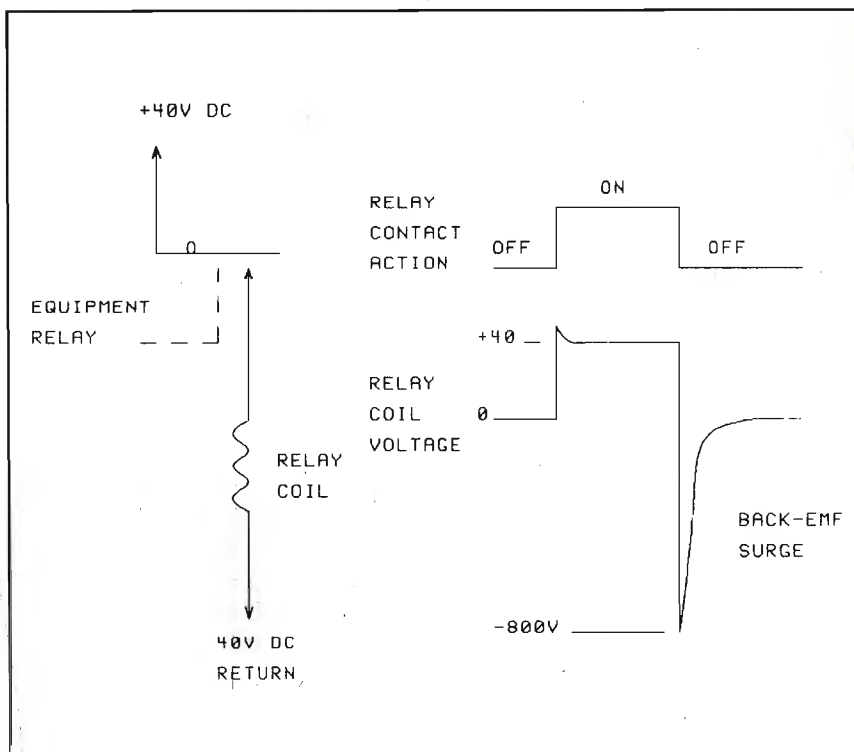 +40V DC
EQUIPMENT
RELAY
RELAY
COIL
40V DC
RETURN
RELAY
CONTACT
ACTION
OFF
ON
OFF
+40
RELAY
COIL
VOLTAGE
0
BACK-EMF
SURGE
-800V